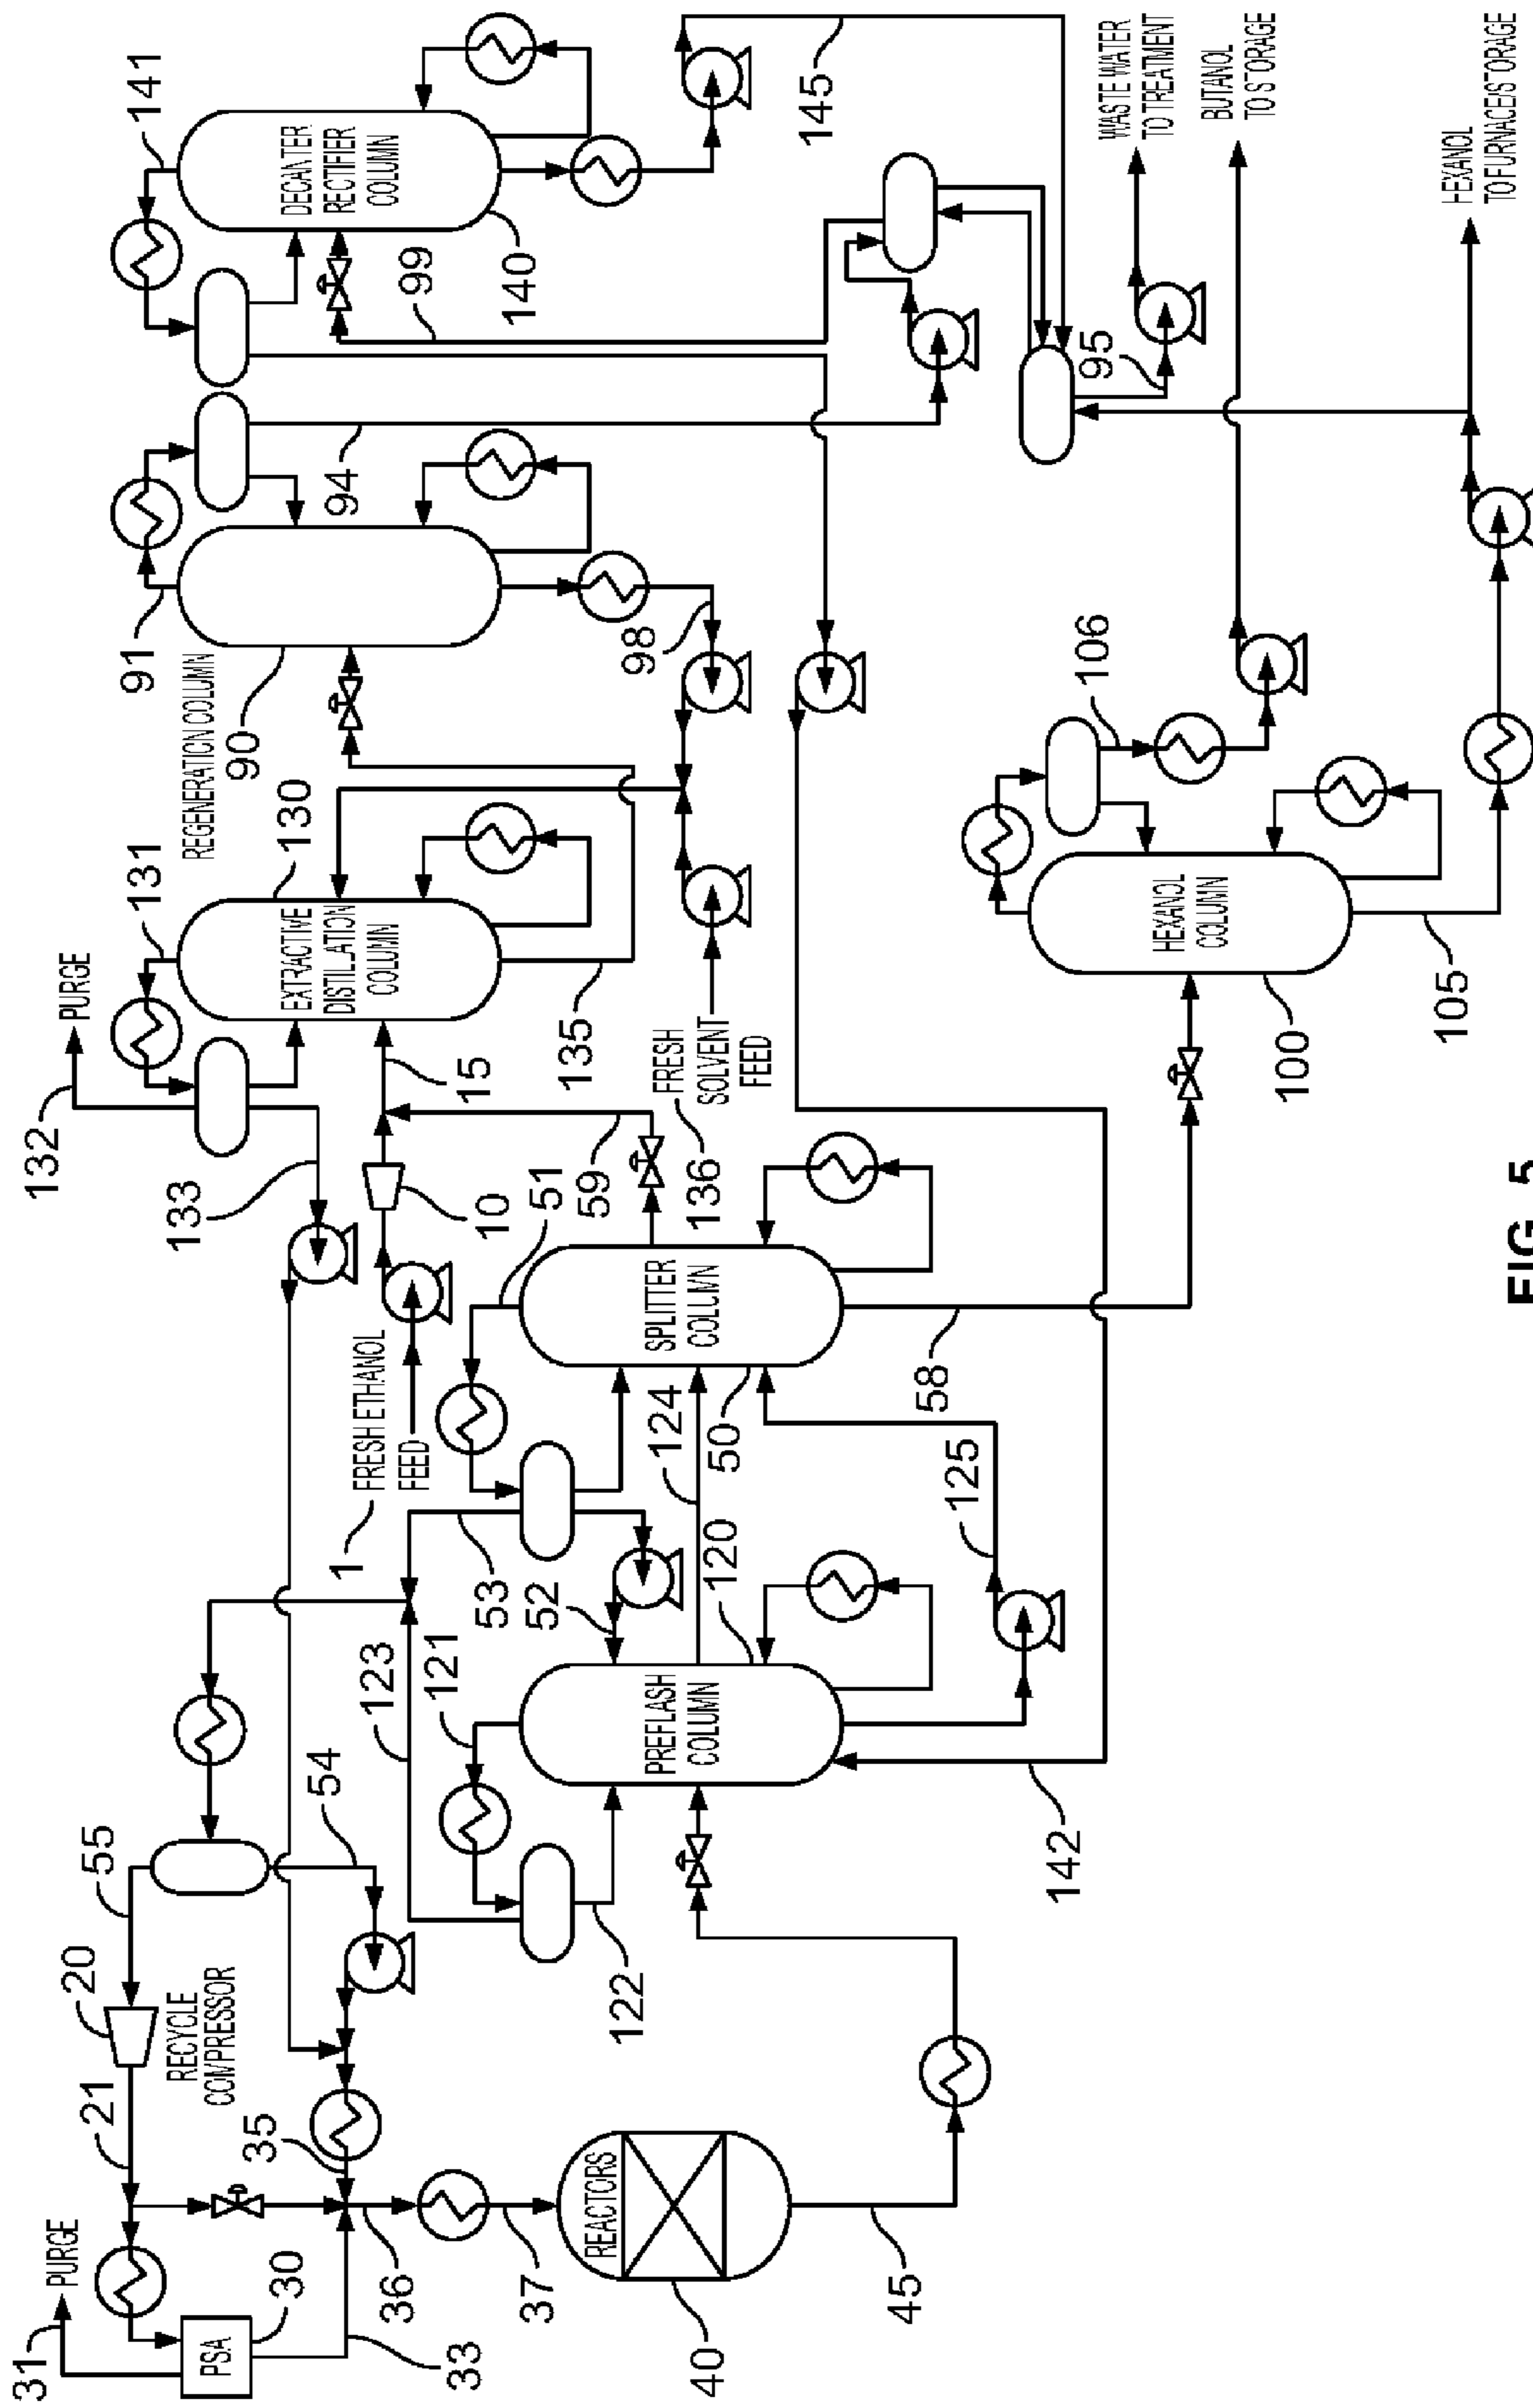 31
PURGE
PSA
30
33
21
20
RECYCLE
COMPRESSOR
55
54
35
36
37
REACTORS
40
45
123
121
122
PREFLASH
COLUMN
120
142
125
124
53
52
51
1
FRESH ETHANOL
FEED
10
SPLITTER
COLUMN
50
58
59
15
132
PURGE
133
131
EXTRACTIVE
DISTILATION
COLUMN
130
135
136
FRESH
SOLVENT
FEED
REGENERATION COLUMN
90
91
94
98
141
DECANTER
RECTIFIER
COLUMN
140
99
145
95
WASTE WATER
TO TREATMENT
BUTANOL
TO STORAGE
HEXANOL
COLUMN
100
106
105
HEXANOL
TO FURNACE/STORAGE
FIG. 5